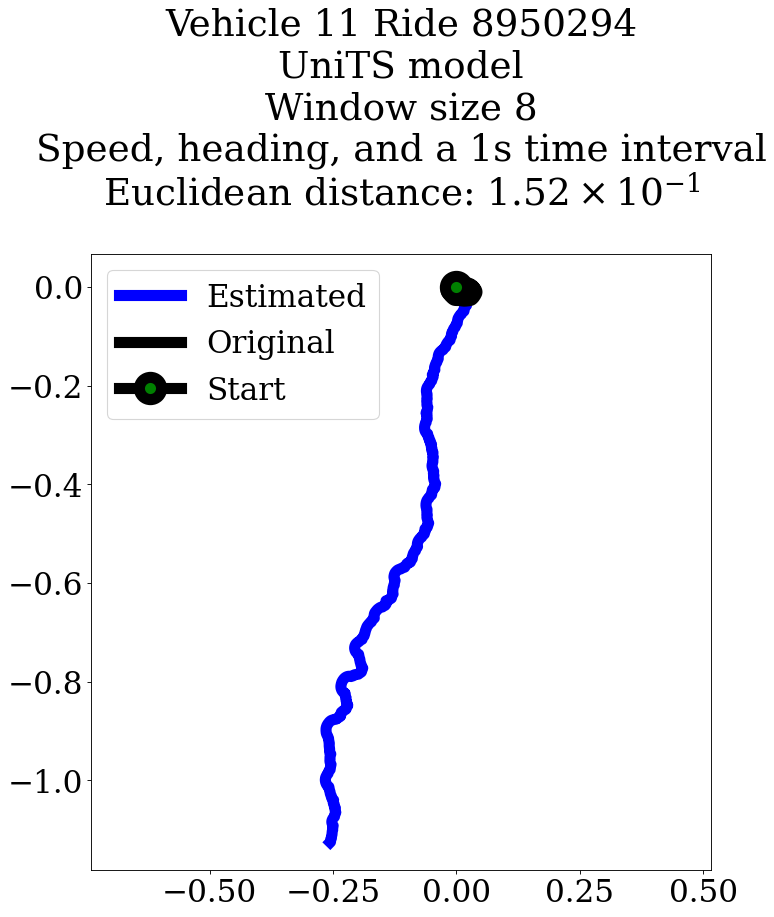 Vehicle 11 Ride 8950294
UniTS model
Window size 8
Speed, heading, and a 1s time interval
Euclidean distance: 1.52 × 10⁻¹
Estimated
Original
Start
0.0
−0.2
−0.4
−0.6
−0.8
−1.0
−0.50 −0.25 0.00 0.25 0.50